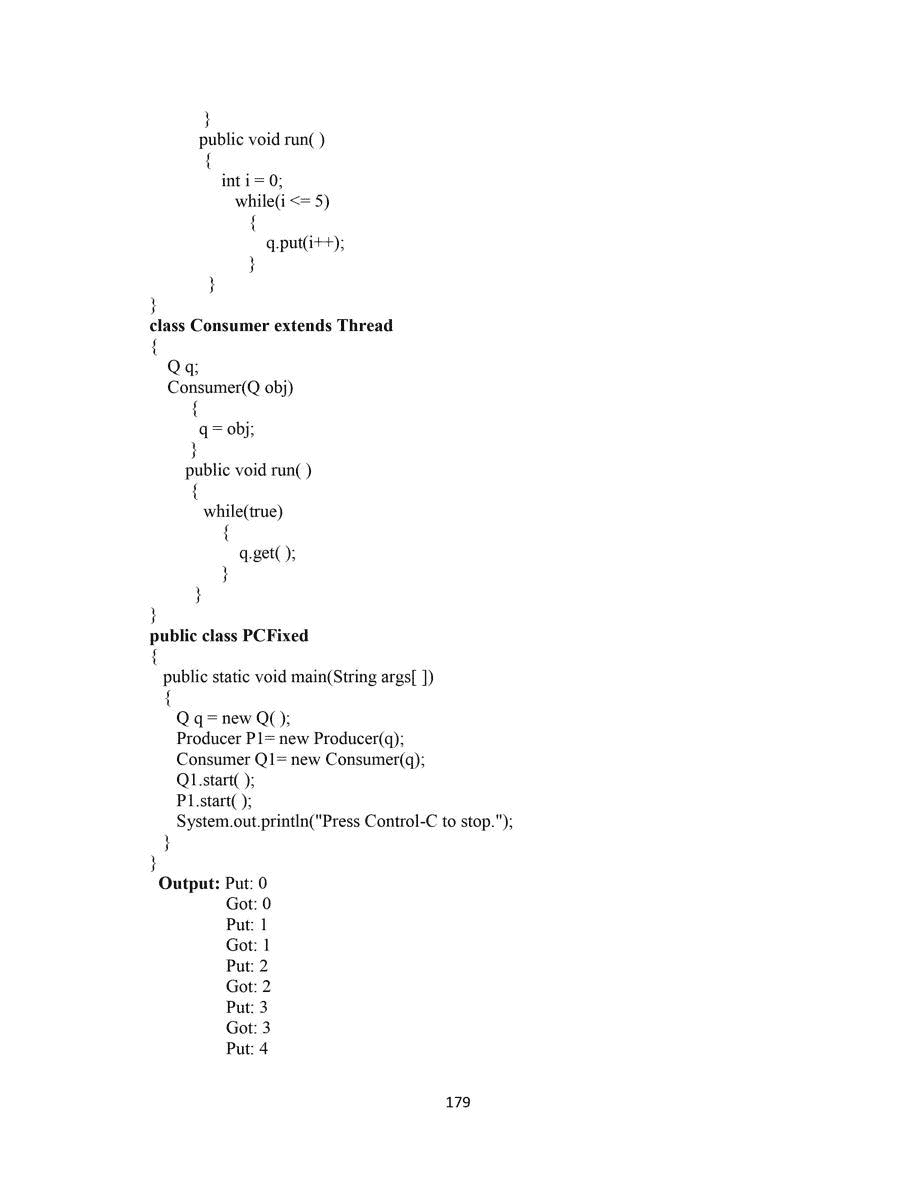 }
public void run( )
{
int i = 0;
while(i <= 5)
{
q.put(i++);
}
}
}
class Consumer extends Thread
{
Q q;
Consumer(Q obj)
{
q = obj;
}
public void run( )
{
while(true)
{
q.get( );
}
}
}
public class PCFixed
{
public static void main(String args[ ])
{
Q q = new Q( );
Producer P1= new Producer(q);
Consumer Q1= new Consumer(q);
Q1.start( );
P1.start( );
System.out.println("Press Control-C to stop.");
}
}
Output: Put: 0
Got: 0
Put: 1
Got: 1
Put: 2
Got: 2
Put: 3
Got: 3
Put: 4
179